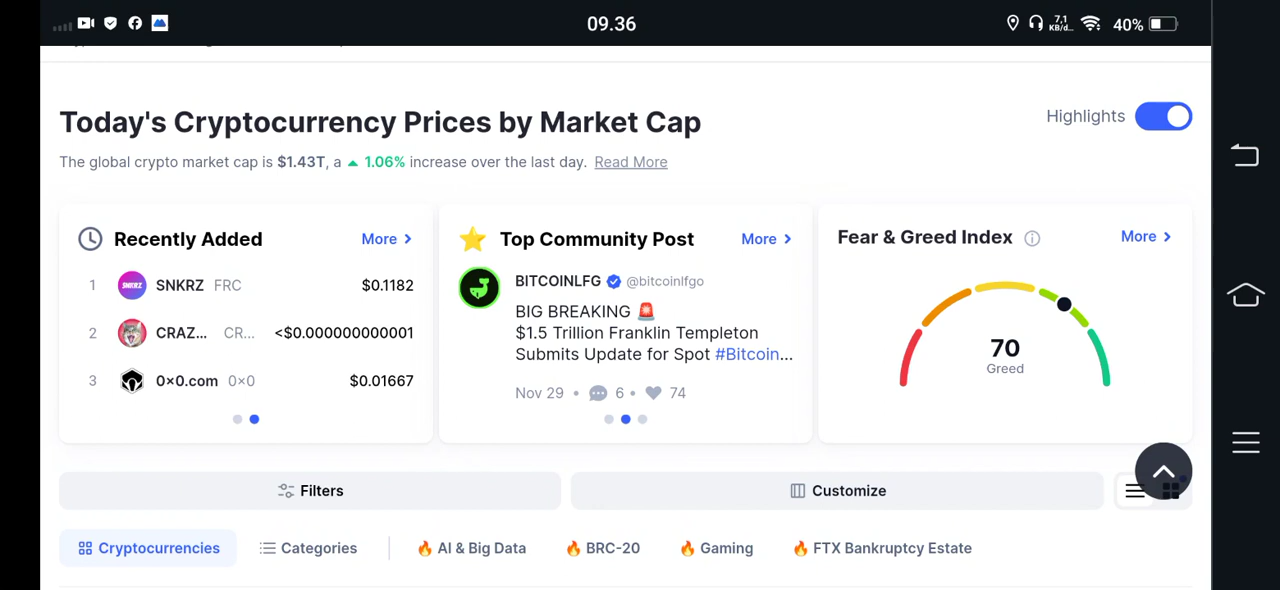 09.36
7,1
KB/d...
40%
Today's Cryptocurrency Prices by Market Cap
Highlights
The global crypto market cap is $1.43T, a ▲ 1.06% increase over the last day. Read More
Recently Added
More >
1 SNKRZ FRC $0.1182
2 CRAZ... CR... <$0.000000000001
3 0×0.com 0×0 $0.01667
Top Community Post
More >
BITCOINLFG @bitcoinlfgo
BIG BREAKING 🚨
$1.5 Trillion Franklin Templeton
Submits Update for Spot #Bitcoin...
Nov 29 • 6 • 74
Fear & Greed Index
More >
70
Greed
Filters
Customize
Cryptocurrencies
Categories
🔥 AI & Big Data
🔥 BRC-20
🔥 Gaming
🔥 FTX Bankruptcy Estate